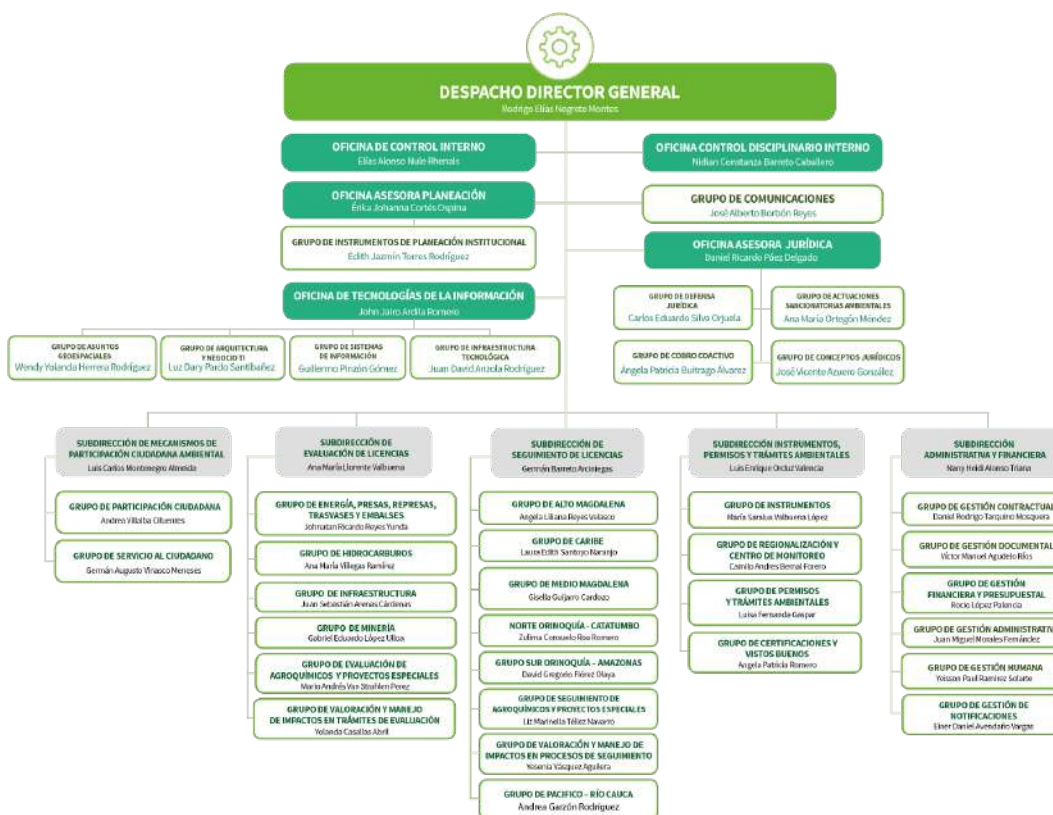 DESPACHO DIRECTOR GENERAL
Rodrigo Elías Negrete Montes
OFICINA DE CONTROL INTERNO
Elías Alonso Nule Rhenals
OFICINA CONTROL DISCIPLINARIO INTERNO
Nidian Constanza Barreto Caballero
OFICINA ASESORA PLANEACIÓN
Érika Johanna Cortés Ospina
GRUPO DE COMUNICACIONES
José Alberto Borbón Reyes
GRUPO DE INSTRUMENTOS DE PLANEACIÓN INSTITUCIONAL
Edith Jazmín Torres Rodríguez
OFICINA ASESORA JURÍDICA
Daniel Ricardo Páez Delgado
OFICINA DE TECNOLOGÍAS DE LA INFORMACIÓN
John Jairo Ardila Romero
GRUPO DE DEFENSA
JURÍDICA
Carlos Eduardo Silva Orjuela
GRUPO DE ACTUACIONES
SANCIONATORIAS AMBIENTALES
Ana María Ortegón Méndez
GRUPO DE COBRO COACTIVO
Ángela Patricia Buitrago Álvarez
GRUPO DE CONCEPTOS JURÍDICOS
José Vicente Azuero González
GRUPO DE ASUNTOS
GEOESPACIALES
Wendy Yolanda Herrera Rodríguez
GRUPO DE ARQUITECTURA
Y NEGOCIO TI
Luz Dary Pardo Santibañez
GRUPO DE SISTEMAS
DE INFORMACIÓN
Guillermo Pinzón Gómez
GRUPO DE INFRAESTRUCTURA
TECNOLÓGICA
Juan David Anzola Rodríguez
SUBDIRECCIÓN DE MECANISMOS DE
PARTICIPACIÓN CIUDADANA AMBIENTAL
Luis Carlos Montenegro Almeida
GRUPO DE PARTICIPACIÓN CIUDADANA
Andrea Villalba Cifuentes
GRUPO DE SERVICIO AL CIUDADANO
Germán Augusto Vinasco Meneses
SUBDIRECCIÓN DE
EVALUACIÓN DE LICENCIAS
Ana María Llorente Valbuena
GRUPO DE ENERGÍA, PRESAS, REPRESAS,
TRASVASES Y EMBALSES
Johnatan Ricardo Reyes Yunda
GRUPO DE HIDROCARBUROS
Ana María Villegas Ramírez
GRUPO DE INFRAESTRUCTURA
Juan Sebastián Arenas Cárdenas
GRUPO DE MINERÍA
Gabriel Eduardo López Ulloa
GRUPO DE EVALUACIÓN DE
AGROQUÍMICOS Y PROYECTOS ESPECIALES
Mario Andrés Van Strahlen Perez
GRUPO DE VALORACIÓN Y MANEJO
DE IMPACTOS EN TRÁMITES DE EVALUACIÓN
Yolanda Casallas Abril
SUBDIRECCIÓN DE
SEGUIMIENTO DE LICENCIAS
Germán Barreto Arciniegas
GRUPO DE ALTO MAGDALENA
Angela Liliana Reyes Velasco
GRUPO DE CARIBE
Laura Edith Santoyo Naranjo
GRUPO DE MEDIO MAGDALENA
Gisella Guijarro Cardozo
NORTE ORINOQUÍA - CATATUMBO
Zulima Consuelo Roa Romero
GRUPO SUR ORINOQUÍA – AMAZONAS
David Gregorio Flórez Olaya
GRUPO DE SEGUIMIENTO DE
AGROQUÍMICOS Y PROYECTOS ESPECIALES
Liz Marinella Téllez Navarro
GRUPO DE VALORACIÓN Y MANEJO DE
IMPACTOS EN PROCESOS DE SEGUIMIENTO
Yesenia Vásquez Aguilera
GRUPO DE PACIFICO – RÍO CAUCA
Andrea Garzón Rodríguez
SUBDIRECCIÓN INSTRUMENTOS,
PERMISOS Y TRÁMITES AMBIENTALES
Luis Enrique Orduz Valencia
GRUPO DE INSTRUMENTOS
María Valbuena López
GRUPO DE REGIONALIZACIÓN Y
CENTRO DE MONITOREO
Camilo Andres Bernal Forero
GRUPO DE PERMISOS
Y TRÁMITES AMBIENTALES
Luisa Fernanda Gaspar
GRUPO DE CERTIFICACIONES Y
VISTOS BUENOS
Angela Patricia Romero
SUBDIRECCIÓN
ADMINISTRATIVA Y FINANCIERA
Nany Heidi Alonso Triana
GRUPO DE GESTIÓN CONTRACTUAL
Daniel Rodrigo Tarquino Mosquera
GRUPO DE GESTIÓN DOCUMENTAL
Víctor Manuel Agudelo Ríos
GRUPO DE GESTIÓN
FINANCIERA Y PRESUPUESTAL
Rocio López Palencia
GRUPO DE GESTIÓN ADMINISTRATIV
Juan Miguel Morales Fernández
GRUPO DE GESTIÓN HUMANA
Yeisson Paul Ramirez Solarte
GRUPO DE GESTIÓN DE
NOTIFICACIONES
Einer Daniel Avendaño Vargas